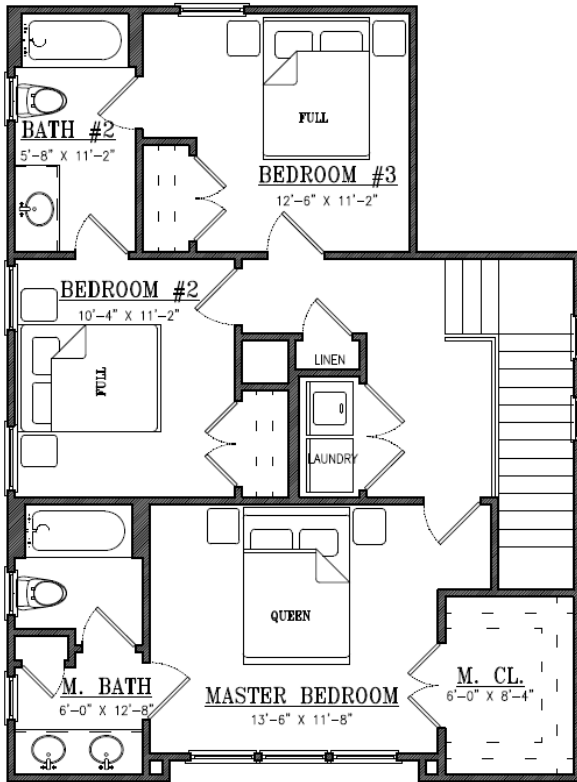 BATH #2
5'-8" X 11'-2"
FULL
BEDROOM #3
12'-6" X 11'-2"
BEDROOM #2
10'-4" X 11'-2"
FULL
LINEN
LAUNDRY
QUEEN
M. BATH
6'-0" X 12'-8"
MASTER BEDROOM
13'-6" X 11'-8"
M. CL.
6'-0" X 8'-4"